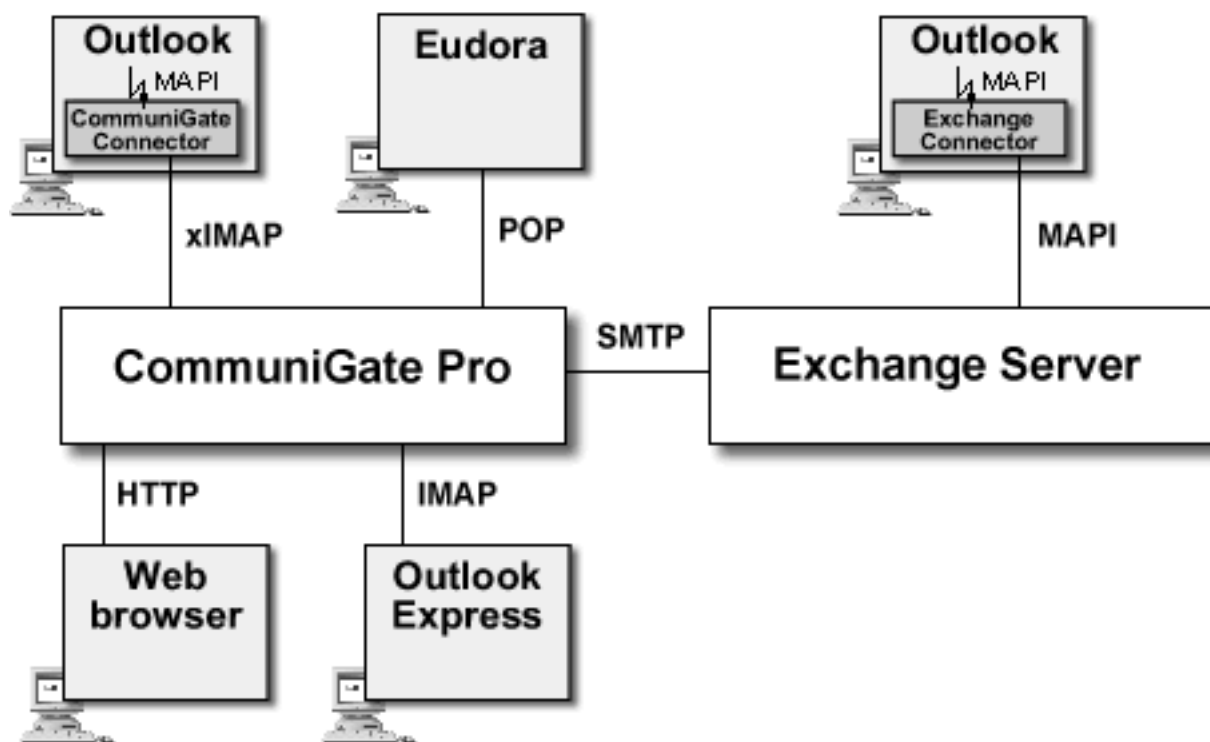 Outlook
MAPI
CommuniGate
Connector
Eudora
Outlook
MAPI
Exchange
Connector
xIMAP
POP
MAPI
CommuniGate Pro
SMTP
Exchange Server
HTTP
IMAP
Web
browser
Outlook
Express